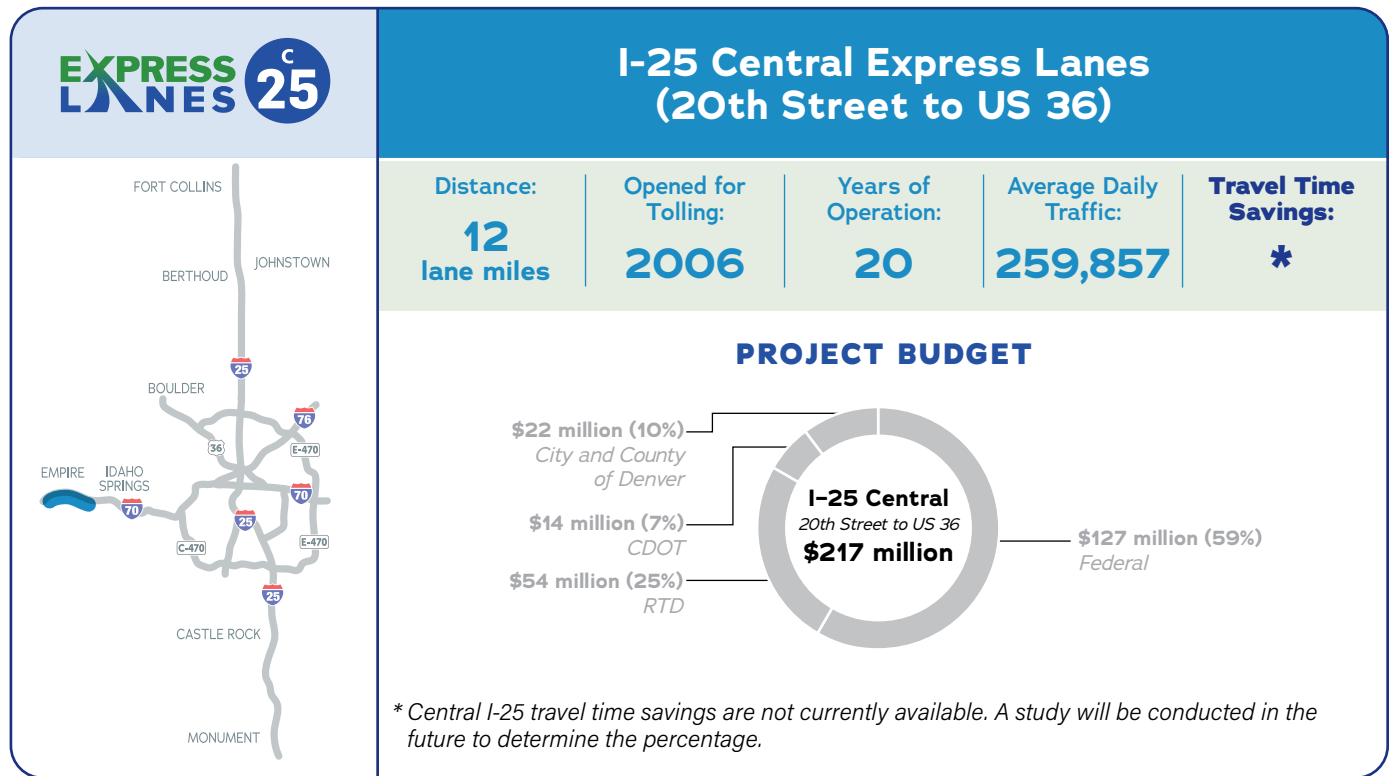 EXPRESS
LANES
C
25
I-25 Central Express Lanes
(20th Street to US 36)
FORT COLLINS
JOHNSTOWN
BERTHOUD
25
BOULDER
76
36
E-470
EMPIRE
IDAHO
SPRINGS
70
70
25
C-470
E-470
25
CASTLE ROCK
MONUMENT
Distance:
12
lane miles
Opened for
Tolling:
2006
Years of
Operation:
20
Average Daily
Traffic:
259,857
Travel Time
Savings:
*
PROJECT BUDGET
$22 million (10%)
City and County
of Denver
$14 million (7%)
CDOT
$54 million (25%)
RTD
I-25 Central
20th Street to US 36
$217 million
$127 million (59%)
Federal
* Central I-25 travel time savings are not currently available. A study will be conducted in the
future to determine the percentage.